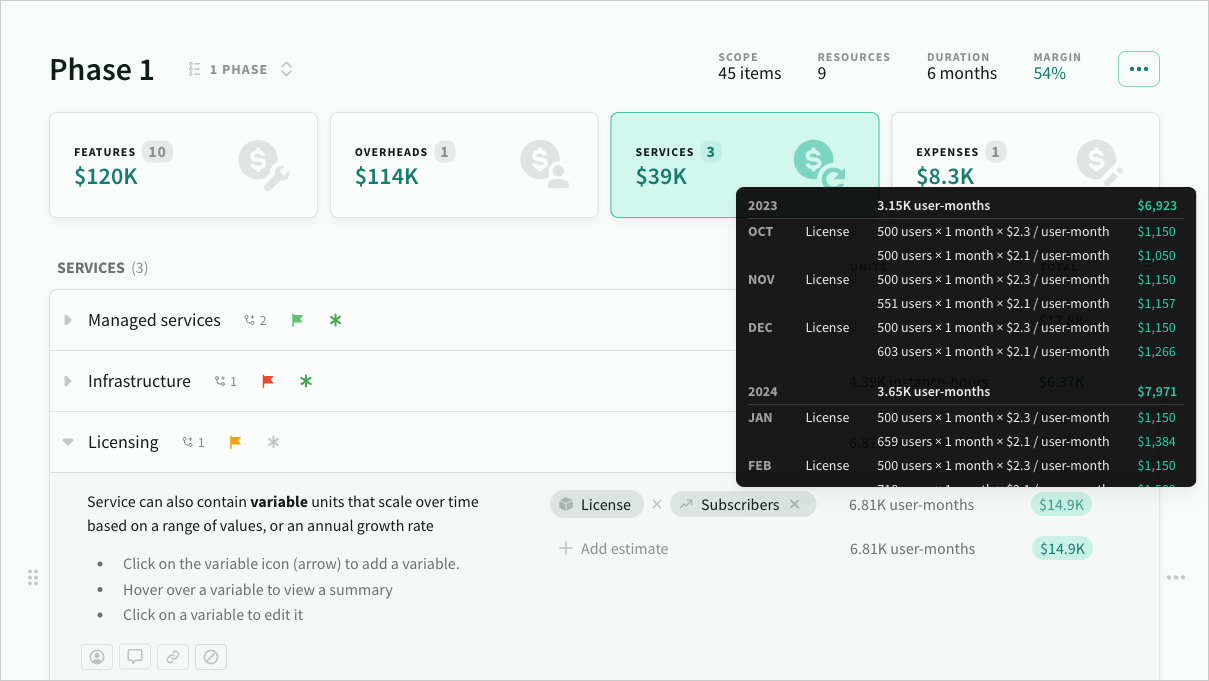 Phase 1
1 PHASE
SCOPE
45 items
RESOURCES
9
DURATION
6 months
MARGIN
54%
FEATURES 10
$120K
OVERHEADS 1
$114K
SERVICES 3
$39K
EXPENSES 1
$8.3K
SERVICES (3)
2023 3.15K user-months $6,923
OCT License 500 users × 1 month × $2.3 / user-month $1,150
500 users × 1 month × $2.1 / user-month $1,050
NOV License 500 users × 1 month × $2.3 / user-month $1,150
551 users × 1 month × $2.1 / user-month $1,157
DEC License 500 users × 1 month × $2.3 / user-month $1,150
603 users × 1 month × $2.1 / user-month $1,266
2024 3.65K user-months $7,971
JAN License 500 users × 1 month × $2.3 / user-month $1,150
659 users × 1 month × $2.1 / user-month $1,384
FEB License 500 users × 1 month × $2.3 / user-month $1,150
Managed services 2
Infrastructure 1
4.39K instance-hours $6.37K
Licensing 1
Service can also contain variable units that scale over time
based on a range of values, or an annual growth rate
• Click on the variable icon (arrow) to add a variable.
• Hover over a variable to view a summary
• Click on a variable to edit it
License × Subscribers × 6.81K user-months $14.9K
+ Add estimate 6.81K user-months $14.9K